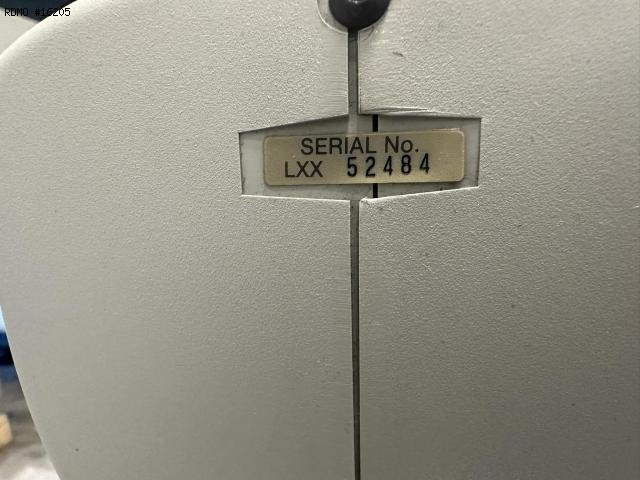 RDMO #16205
SERIAL No.
LXX 52484